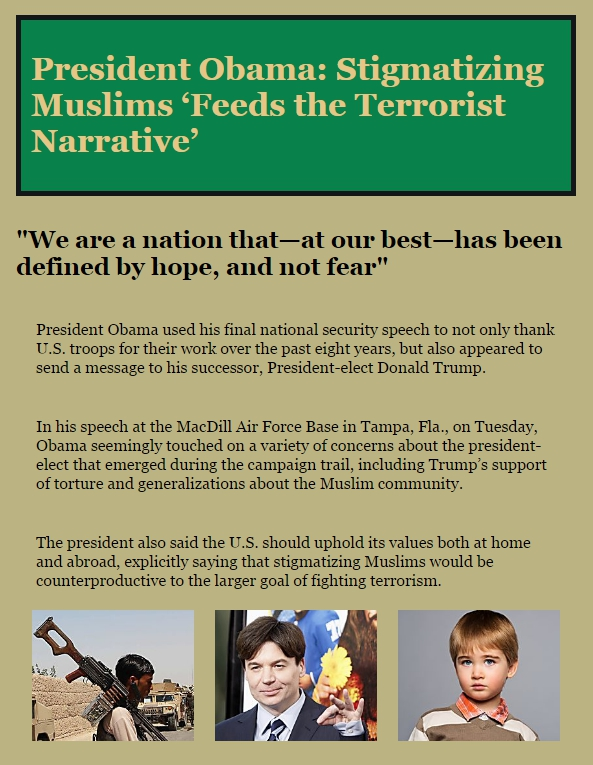 President Obama: Stigmatizing
Muslims ‘Feeds the Terrorist
Narrative’
"We are a nation that—at our best—has been
defined by hope, and not fear"
President Obama used his final national security speech to not only thank
U.S. troops for their work over the past eight years, but also appeared to
send a message to his successor, President-elect Donald Trump.
In his speech at the MacDill Air Force Base in Tampa, Fla., on Tuesday,
Obama seemingly touched on a variety of concerns about the president-
elect that emerged during the campaign trail, including Trump’s support
of torture and generalizations about the Muslim community.
The president also said the U.S. should uphold its values both at home
and abroad, explicitly saying that stigmatizing Muslims would be
counterproductive to the larger goal of fighting terrorism.